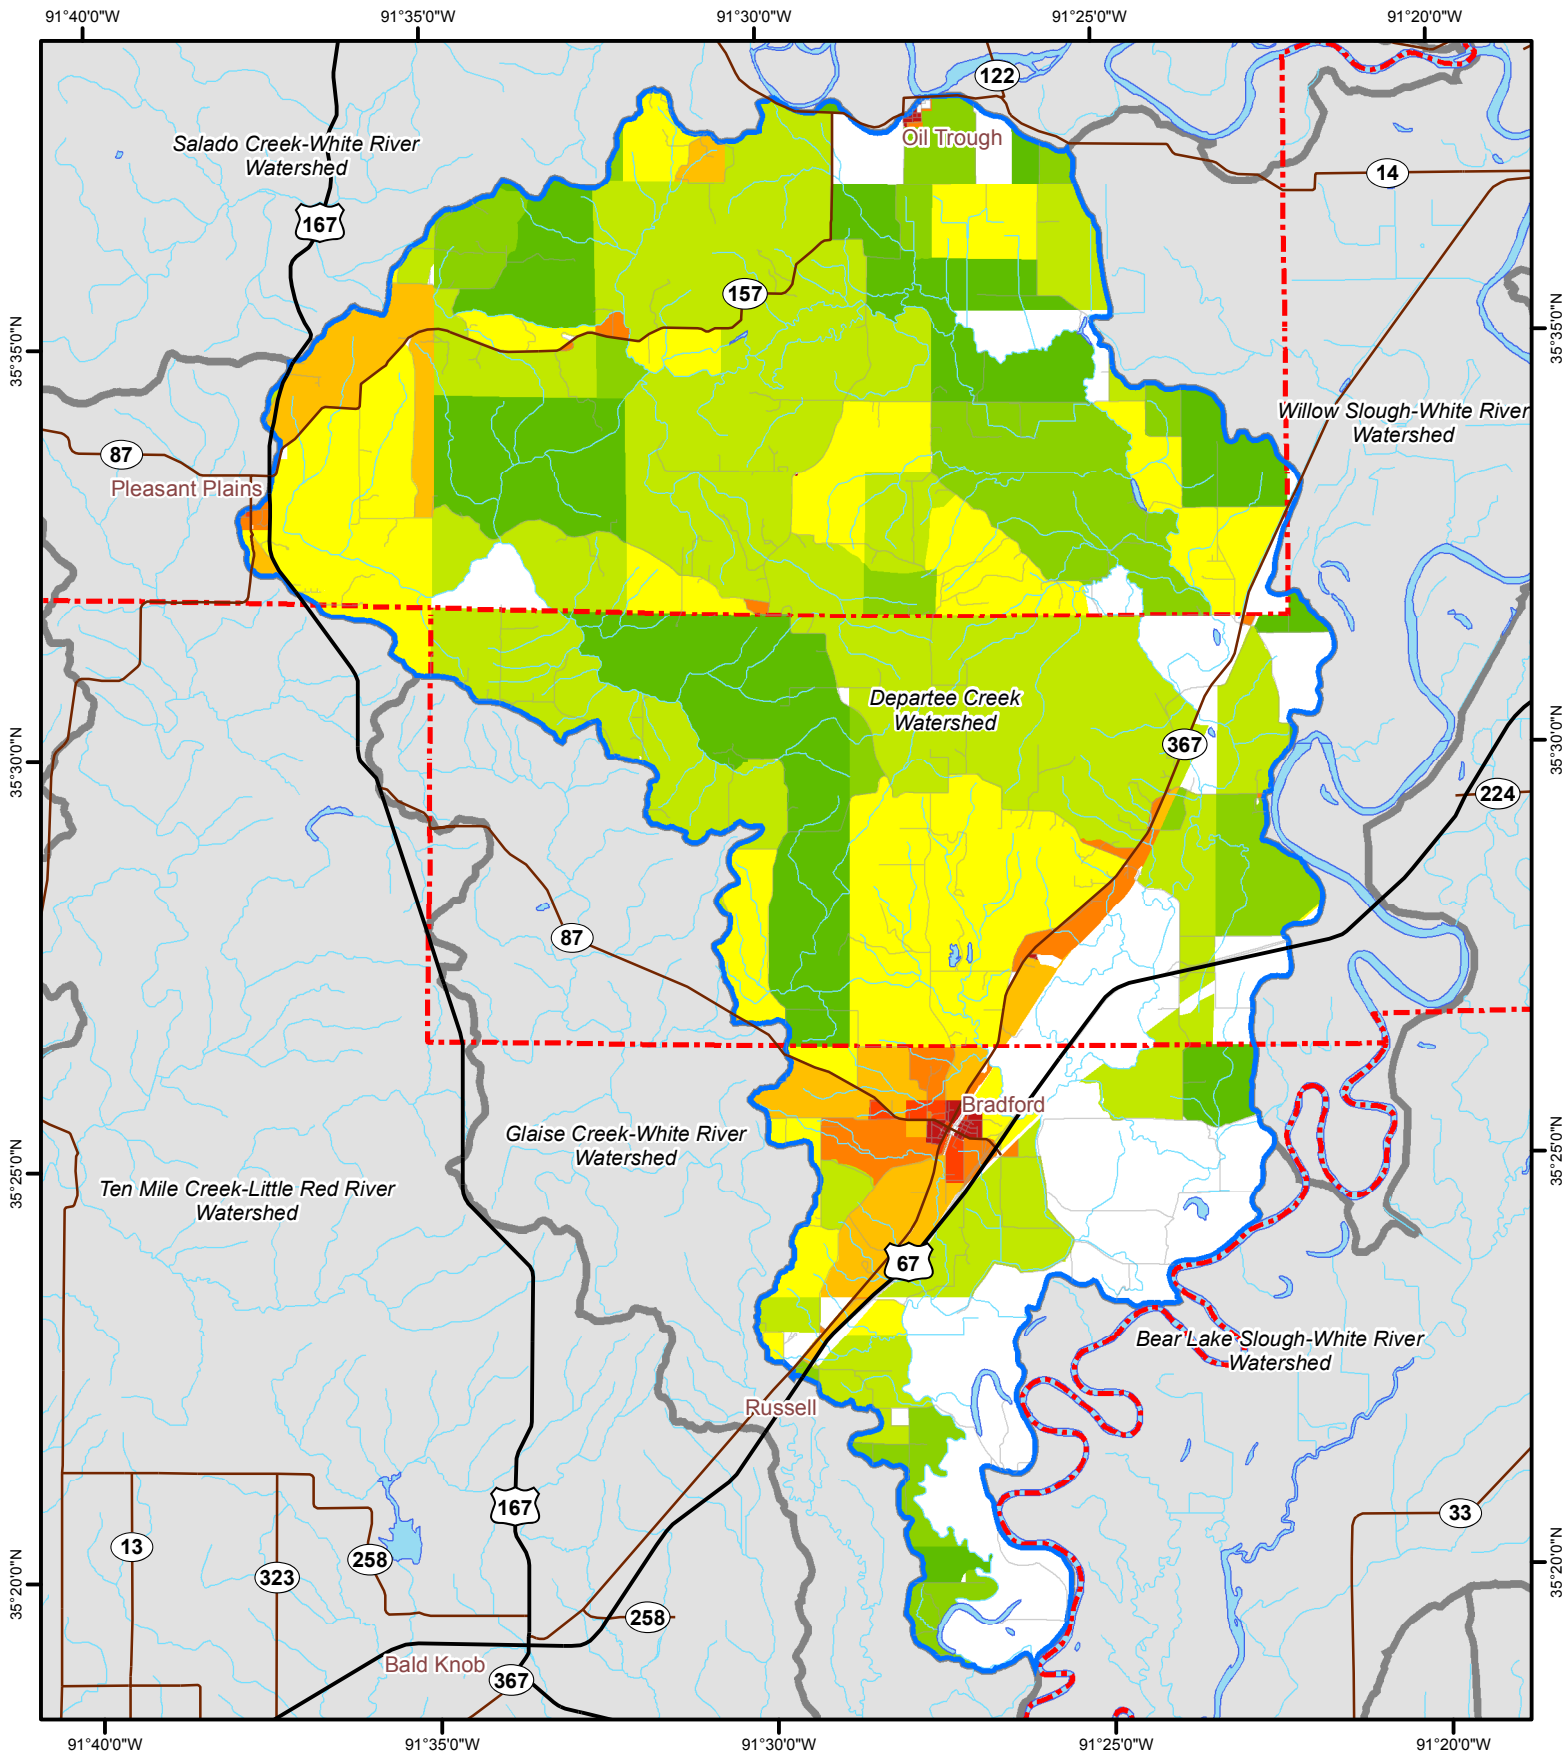 91°40'0"W
91°35'0"W
91°30'0"W
91°25'0"W
91°20'0"W
122
Oil Trough
Salado Creek-White River
Watershed
14
167
157
35°35'0"N
35°35'0"N
Willow Slough-White River
Watershed
87
Pleasant Plains
Departee Creek
Watershed
367
35°30'0"N
35°30'0"N
224
87
Bradford
Glaise Creek-White River
Watershed
35°25'0"N
35°25'0"N
Ten Mile Creek-Little Red River
Watershed
67
Bear Lake Slough-White River
Watershed
Russell
167
33
13
258
323
35°20'0"N
35°20'0"N
258
Bald Knob
367
91°40'0"W
91°35'0"W
91°30'0"W
91°25'0"W
91°20'0"W